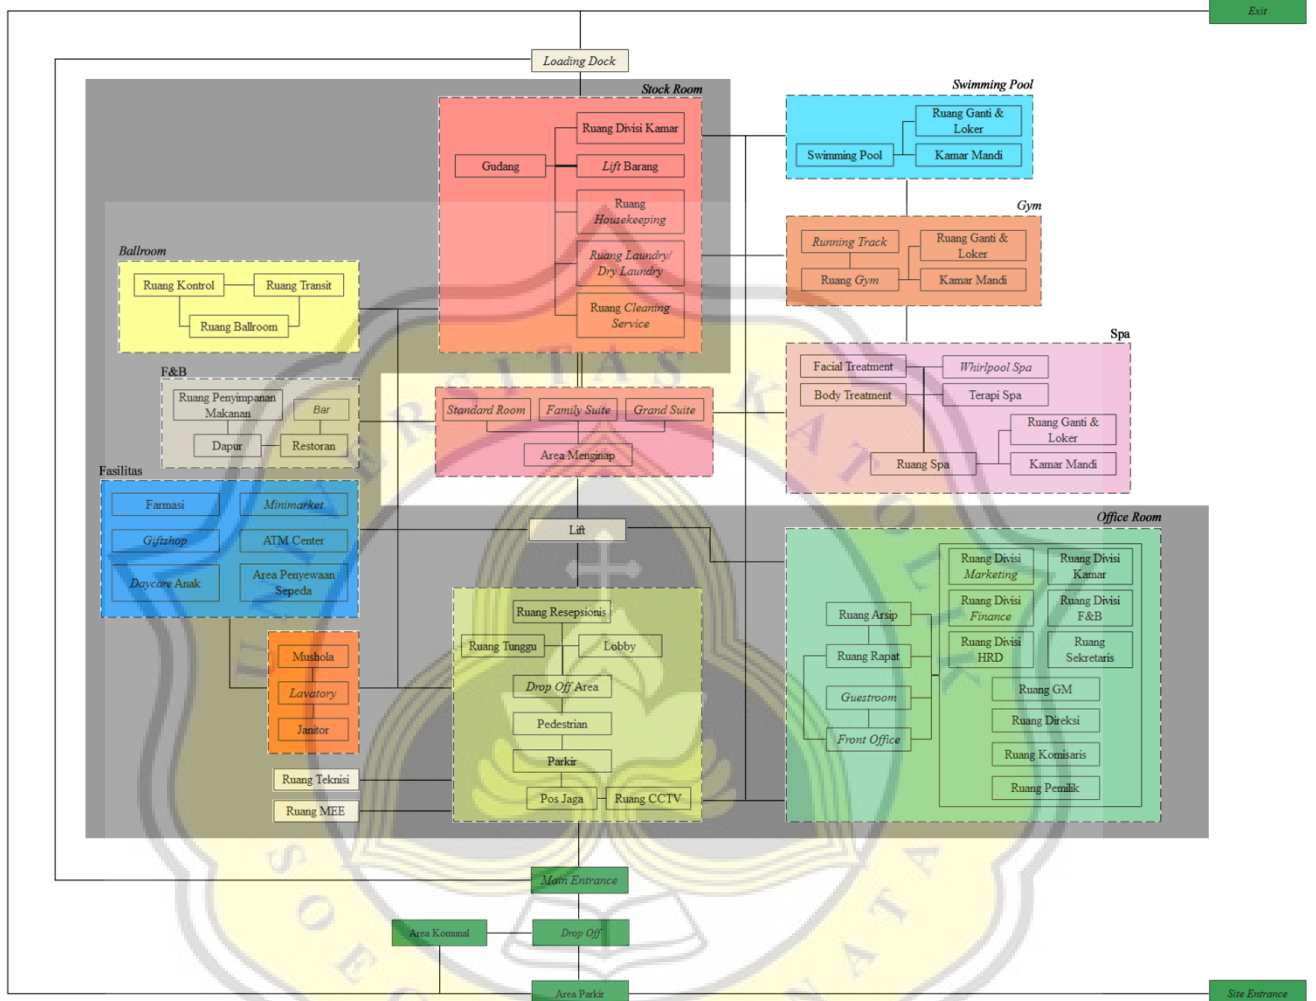 Exit
Loading Dock
Stock Room
Ruang Divisi Kamar
Gudang
Lift Barang
Ruang
Housekeeping
Ruang Laundry/
Dry Laundry
Ruang Cleaning
Service
Swimming Pool
Ruang Ganti &
Loker
Swimming Pool
Kamar Mandi
Gym
Running Track
Ruang Ganti &
Loker
Ruang Gym
Kamar Mandi
Ballroom
Ruang Kontrol
Ruang Transit
Ruang Ballroom
F&B
Ruang Penyimpanan
Makanan
Bar
Dapur
Restoran
Standard Room
Family Suite
Grand Suite
Area Menginap
Spa
Facial Treatment
Whirlpool Spa
Body Treatment
Terapi Spa
Ruang Ganti &
Loker
Ruang Spa
Kamar Mandi
Fasilitas
Farmasi
Minimarket
Giftshop
ATM Center
Daycare Anak
Area Penyewaan
Sepeda
Lift
Office Room
Ruang Divisi
Marketing
Ruang Divisi
Kamar
Ruang Divisi
Finance
Ruang Divisi
F&B
Ruang Divisi
HRD
Ruang
Sekretaris
Ruang GM
Ruang Direksi
Ruang Komisaris
Ruang Pemilik
Ruang Arsip
Ruang Rapat
Guestroom
Front Office
Mushola
Lavatory
Janitor
Ruang Teknisi
Ruang MEE
Ruang Resepsionis
Ruang Tunggu
Lobby
Drop Off Area
Pedestrian
Parkir
Pos Jaga
Ruang CCTV
Main Entrance
Area Komunal
Drop Off
Area Parkir
Site Entrance
UNIVERSITAS KATOLIK